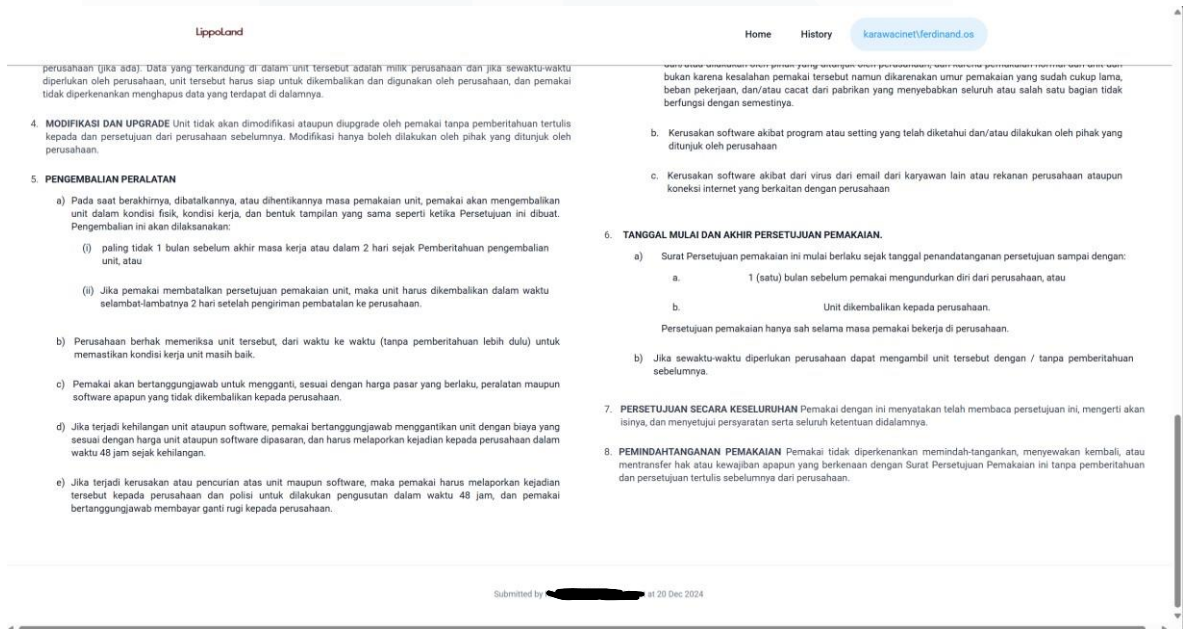 LippoLand
Home
History
karawacinet\ferdinand.os
perusahaan (jika ada). Data yang terkandung di dalam unit tersebut adalah milik perusahaan dan jika sewaktu-waktu
diperlukan oleh perusahaan, unit tersebut harus siap untuk dikembalikan dan digunakan oleh perusahaan, dan pemakai
tidak diperkenankan menghapus data yang terdapat di dalamnya.
4. MODIFIKASI DAN UPGRADE Unit tidak akan dimodifikasi ataupun diupgrade oleh pemakai tanpa pemberitahuan tertulis
kepada dan persetujuan dari perusahaan sebelumnya. Modifikasi hanya boleh dilakukan oleh pihak yang ditunjuk oleh
perusahaan.
5. PENGEMBALIAN PERALATAN
a) Pada saat berakhirnya, dibatalkannya, atau dihentikannya masa pemakaian unit, pemakai akan mengembalikan
unit dalam kondisi fisik, kondisi kerja, dan bentuk tampilan yang sama seperti ketika Persetujuan ini dibuat.
Pengembalian ini akan dilaksanakan:
(i) paling tidak 1 bulan sebelum akhir masa kerja atau dalam 2 hari sejak Pemberitahuan pengembalian
unit, atau
(ii) Jika pemakai membatalkan persetujuan pemakaian unit, maka unit harus dikembalikan dalam waktu
selambat-lambatnya 2 hari setelah pengiriman pembatalan ke perusahaan.
b) Perusahaan berhak memeriksa unit tersebut, dari waktu ke waktu (tanpa pemberitahuan lebih dulu) untuk
memastikan kondisi kerja unit masih baik.
c) Pemakai akan bertanggungjawab untuk mengganti, sesuai dengan harga pasar yang berlaku, peralatan maupun
software apapun yang tidak dikembalikan kepada perusahaan.
d) Jika terjadi kehilangan unit ataupun software, pemakai bertanggungjawab menggantikan unit dengan biaya yang
sesuai dengan harga unit ataupun software dipasaran, dan harus melaporkan kejadian kepada perusahaan dalam
waktu 48 jam sejak kehilangan.
e) Jika terjadi kerusakan atau pencurian atas unit maupun software, maka pemakai harus melaporkan kejadian
tersebut kepada perusahaan dan polisi untuk dilakukan pengusutan dalam waktu 48 jam, dan pemakai
bertanggungjawab membayar ganti rugi kepada perusahaan.
bukan karena kesalahan pemakai tersebut namun dikarenakan umur pemakaian yang sudah cukup lama,
beban pekerjaan, dan/atau cacat dari pabrikan yang menyebabkan seluruh atau salah satu bagian tidak
berfungsi dengan semestinya.
b. Kerusakan software akibat program atau setting yang telah diketahui dan/atau dilakukan oleh pihak yang
ditunjuk oleh perusahaan
c. Kerusakan software akibat dari virus dari email dari karyawan lain atau rekanan perusahaan ataupun
koneksi internet yang berkaitan dengan perusahaan
6. TANGGAL MULAI DAN AKHIR PERSETUJUAN PEMAKAIAN.
a) Surat Persetujuan pemakaian ini mulai berlaku sejak tanggal penandatanganan persetujuan sampai dengan:
a. 1 (satu) bulan sebelum pemakai mengundurkan diri dari perusahaan, atau
b. Unit dikembalikan kepada perusahaan.
Persetujuan pemakaian hanya sah selama masa pemakai bekerja di perusahaan.
b) Jika sewaktu-waktu diperlukan perusahaan dapat mengambil unit tersebut dengan / tanpa pemberitahuan
sebelumnya.
7. PERSETUJUAN SECARA KESELURUHAN Pemakai dengan ini menyatakan telah membaca persetujuan ini, mengerti akan
isinya, dan menyetujui persyaratan serta seluruh ketentuan didalamnya.
8. PEMINDAHTANGANAN PEMAKAIAN Pemakai tidak diperkenankan memindah-tangankan, menyewakan kembali, atau
mentransfer hak atau kewajiban apapun yang berkenaan dengan Surat Persetujuan Pemakaian ini tanpa pemberitahuan
dan persetujuan tertulis sebelumnya dari perusahaan.
Submitted by at 20 Dec 2024